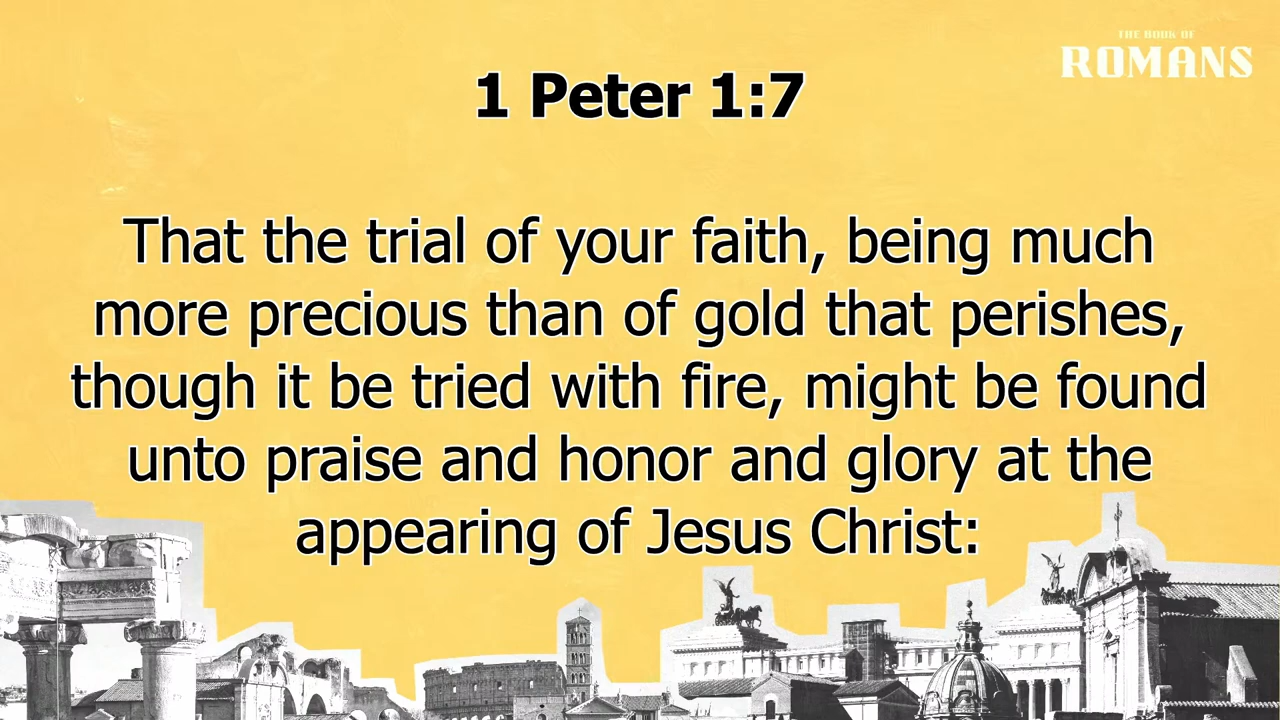 THE BOOK OF
ROMANS
1 Peter 1:7
That the trial of your faith, being much
more precious than of gold that perishes,
though it be tried with fire, might be found
unto praise and honor and glory at the
appearing of Jesus Christ: